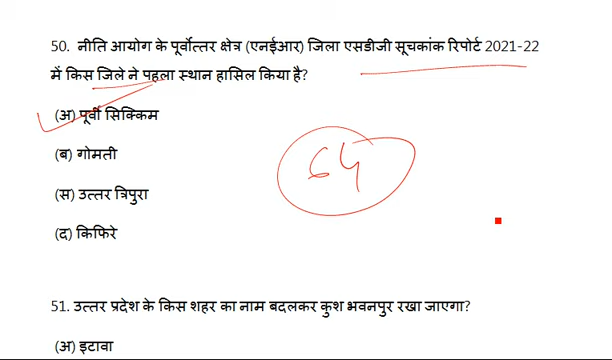 50. नीति आयोग के पूर्वोत्तर क्षेत्र (एनईआर) जिला एसडीजी सूचकांक रिपोर्ट 2021-22
में किस जिले ने पहला स्थान हासिल किया है?
(अ) पूर्वी सिक्किम
(ब) गोमती
64
(स) उत्तर त्रिपुरा
(द) किफिरे
51. उत्तर प्रदेश के किस शहर का नाम बदलकर कुश भवनपुर रखा जाएगा?
(अ) इटावा